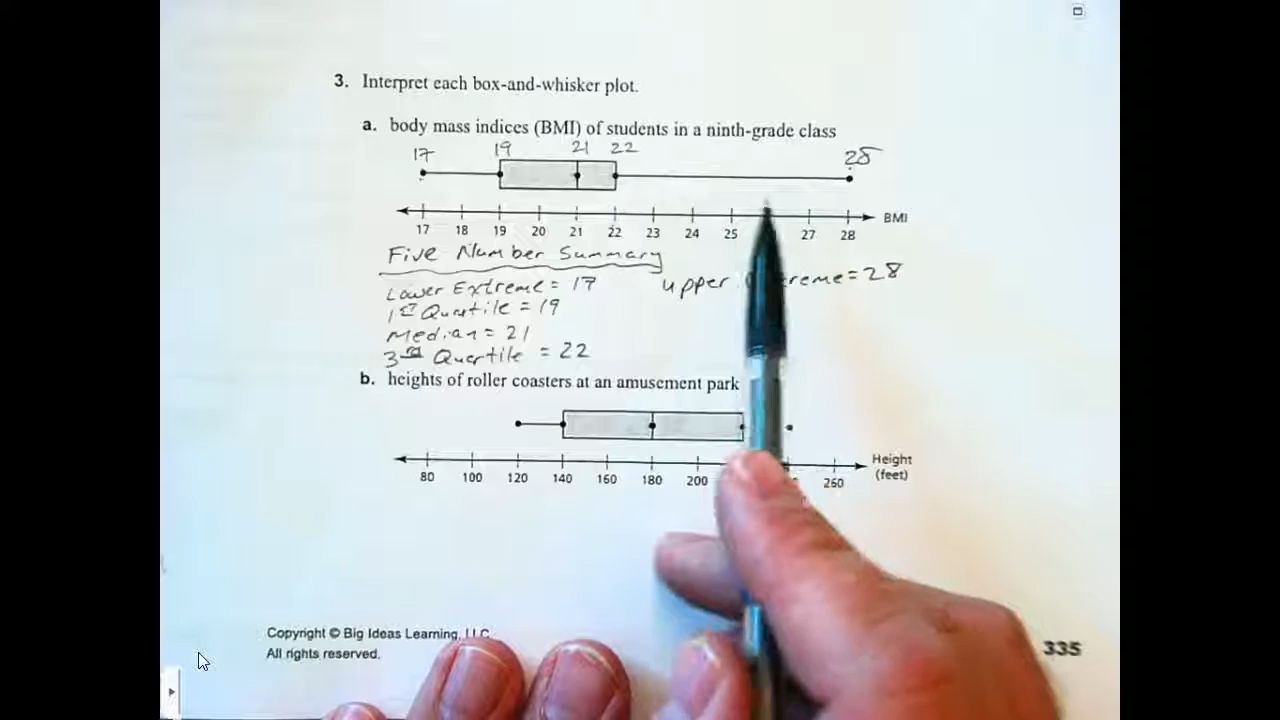 3. Interpret each box-and-whisker plot.
a. body mass indices (BMI) of students in a ninth-grade class
17 19 21 22 28
17 18 19 20 21 22 23 24 25 27 28 BMI
Five Number Summary
Lower Extreme = 17
upper treme = 28
1st Quartile = 19
Median = 21
3rd Quartile = 22
b. heights of roller coasters at an amusement park
80 100 120 140 160 180 200 260 Height
(feet)
Copyright © Big Ideas Learning, LLC
All rights reserved.
335